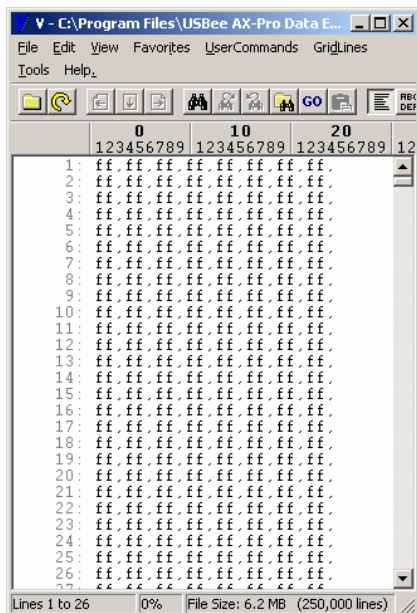 V - C:\Program Files\USBee AX-Pro Data E...
File Edit View Favorites UserCommands GridLines
Tools Help.
GO ABC DEF
0 10 20
123456789 123456789 123456789 12
1: ff,ff,ff,ff,ff,ff,ff,ff,
2: ff,ff,ff,ff,ff,ff,ff,ff,
3: ff,ff,ff,ff,ff,ff,ff,ff,
4: ff,ff,ff,ff,ff,ff,ff,ff,
5: ff,ff,ff,ff,ff,ff,ff,ff,
6: ff,ff,ff,ff,ff,ff,ff,ff,
7: ff,ff,ff,ff,ff,ff,ff,ff,
8: ff,ff,ff,ff,ff,ff,ff,ff,
9: ff,ff,ff,ff,ff,ff,ff,ff,
10: ff,ff,ff,ff,ff,ff,ff,ff,
11: ff,ff,ff,ff,ff,ff,ff,ff,
12: ff,ff,ff,ff,ff,ff,ff,ff,
13: ff,ff,ff,ff,ff,ff,ff,ff,
14: ff,ff,ff,ff,ff,ff,ff,ff,
15: ff,ff,ff,ff,ff,ff,ff,ff,
16: ff,ff,ff,ff,ff,ff,ff,ff,
17: ff,ff,ff,ff,ff,ff,ff,ff,
18: ff,ff,ff,ff,ff,ff,ff,ff,
19: ff,ff,ff,ff,ff,ff,ff,ff,
20: ff,ff,ff,ff,ff,ff,ff,ff,
21: ff,ff,ff,ff,ff,ff,ff,ff,
22: ff,ff,ff,ff,ff,ff,ff,ff,
23: ff,ff,ff,ff,ff,ff,ff,ff,
24: ff,ff,ff,ff,ff,ff,ff,ff,
25: ff,ff,ff,ff,ff,ff,ff,ff,
26: ff,ff,ff,ff,ff,ff,ff,ff,
Lines 1 to 26 0% File Size: 6.2 MB (250,000 lines)